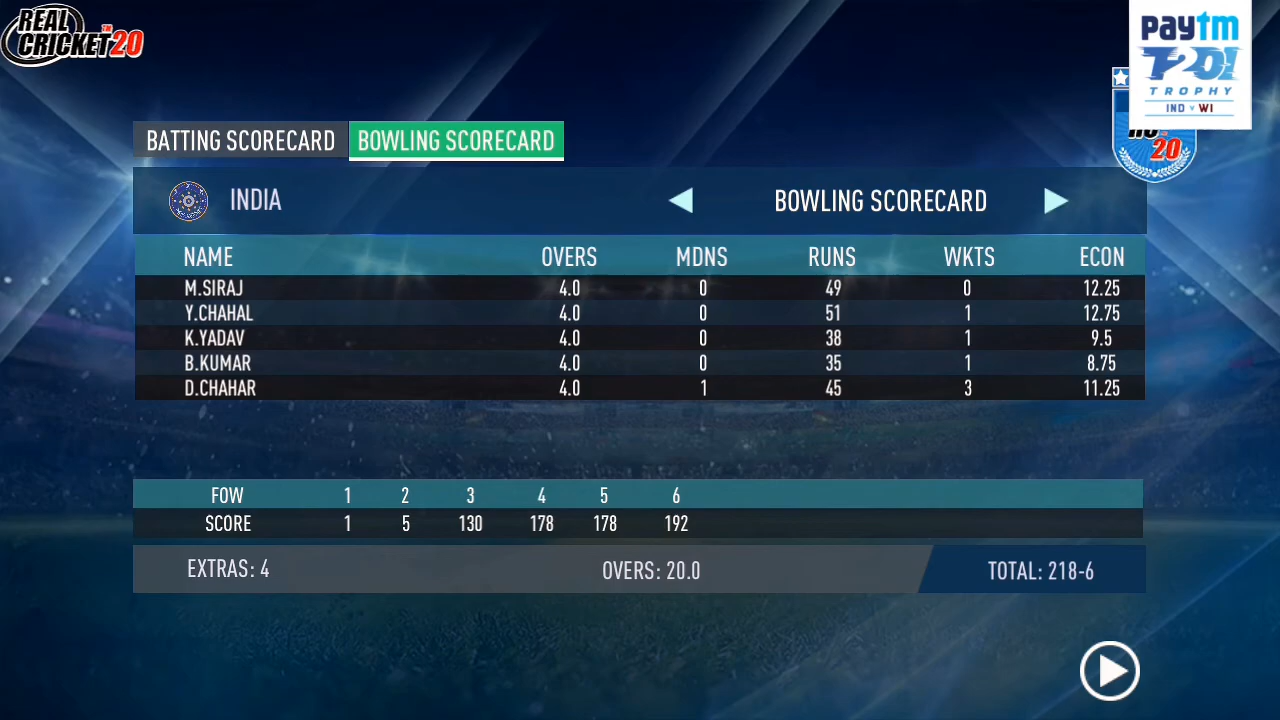 REAL
CRICKET™20
paytm
T20I
TROPHY
IND v WI
20
BATTING SCORECARD BOWLING SCORECARD
INDIA BOWLING SCORECARD
NAME OVERS MDNS RUNS WKTS ECON
M.SIRAJ 4.0 0 49 0 12.25
Y.CHAHAL 4.0 0 51 1 12.75
K.YADAV 4.0 0 38 1 9.5
B.KUMAR 4.0 0 35 1 8.75
D.CHAHAR 4.0 1 45 3 11.25
FOW 1 2 3 4 5 6
SCORE 1 5 130 178 178 192
EXTRAS: 4 OVERS: 20.0 TOTAL: 218-6